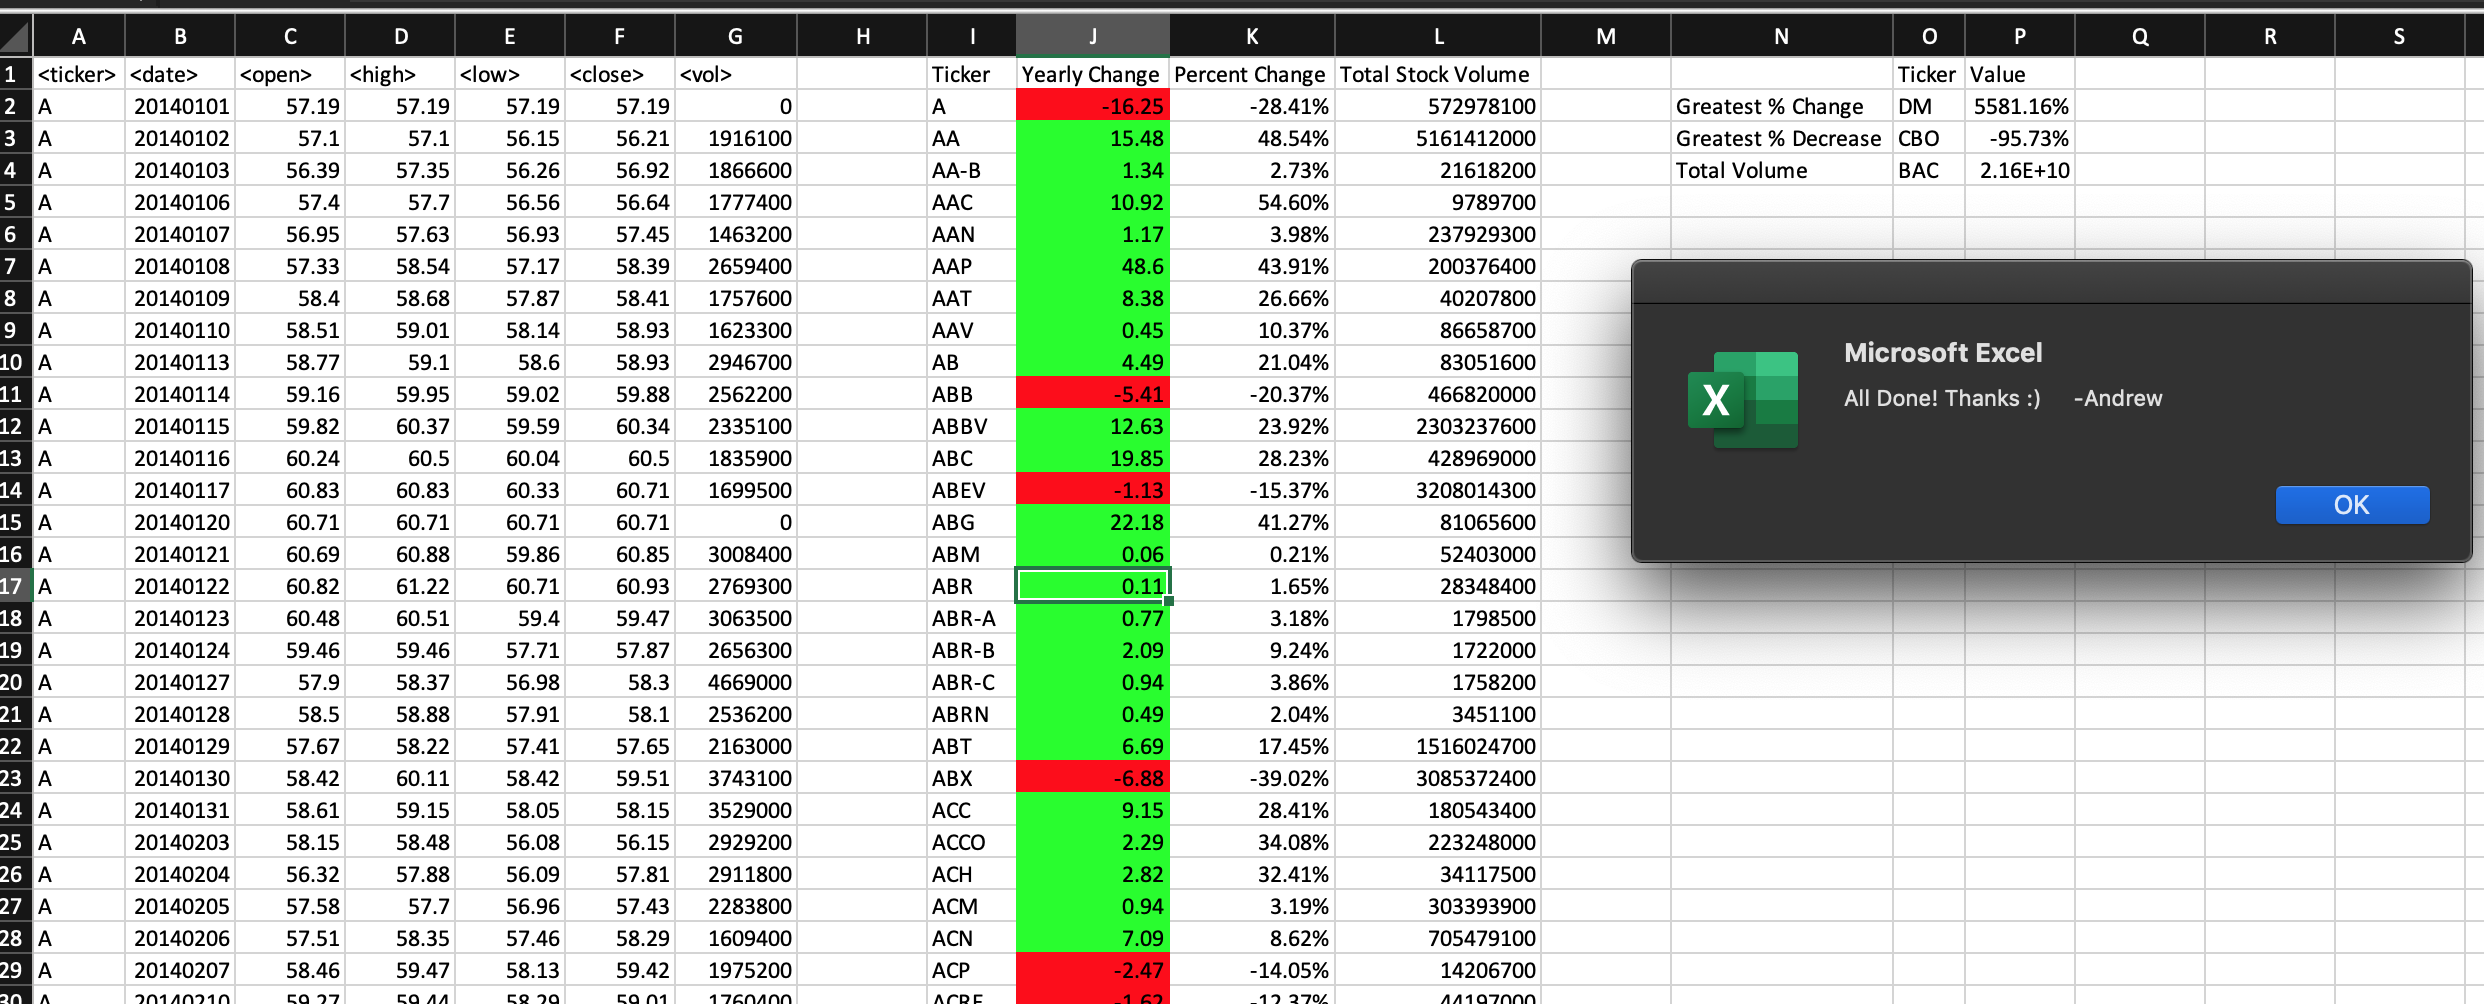 A B C D E F G H I J K L M N O P Q R S
1 <ticker> <date> <open> <high> <low> <close> <vol> Ticker Yearly Change Percent Change Total Stock Volume Ticker Value
2 A 20140101 57.19 57.19 57.19 57.19 0 A -16.25 -28.41% 572978100 Greatest % Change DM 5581.16%
3 A 20140102 57.1 57.1 56.15 56.21 1916100 AA 15.48 48.54% 5161412000 Greatest % Decrease CBO -95.73%
4 A 20140103 56.39 57.35 56.26 56.92 1866600 AA-B 1.34 2.73% 21618200 Total Volume BAC 2.16E+10
5 A 20140106 57.4 57.7 56.56 56.64 1777400 AAC 10.92 54.60% 9789700
6 A 20140107 56.95 57.63 56.93 57.45 1463200 AAN 1.17 3.98% 237929300
7 A 20140108 57.33 58.54 57.17 58.39 2659400 AAP 48.6 43.91% 200376400
8 A 20140109 58.4 58.68 57.87 58.41 1757600 AAT 8.38 26.66% 40207800
9 A 20140110 58.51 59.01 58.14 58.93 1623300 AAV 0.45 10.37% 86658700
10 A 20140113 58.77 59.1 58.6 58.93 2946700 AB 4.49 21.04% 83051600
11 A 20140114 59.16 59.95 59.02 59.88 2562200 ABB -5.41 -20.37% 466820000
12 A 20140115 59.82 60.37 59.59 60.34 2335100 ABBV 12.63 23.92% 2303237600
13 A 20140116 60.24 60.5 60.04 60.5 1835900 ABC 19.85 28.23% 428969000
14 A 20140117 60.83 60.83 60.33 60.71 1699500 ABEV -1.13 -15.37% 3208014300
15 A 20140120 60.71 60.71 60.71 60.71 0 ABG 22.18 41.27% 81065600
16 A 20140121 60.69 60.88 59.86 60.85 3008400 ABM 0.06 0.21% 52403000
17 A 20140122 60.82 61.22 60.71 60.93 2769300 ABR 0.11 1.65% 28348400
18 A 20140123 60.48 60.51 59.4 59.47 3063500 ABR-A 0.77 3.18% 1798500
19 A 20140124 59.46 59.46 57.71 57.87 2656300 ABR-B 2.09 9.24% 1722000
20 A 20140127 57.9 58.37 56.98 58.3 4669000 ABR-C 0.94 3.86% 1758200
21 A 20140128 58.5 58.88 57.91 58.1 2536200 ABRN 0.49 2.04% 3451100
22 A 20140129 57.67 58.22 57.41 57.65 2163000 ABT 6.69 17.45% 1516024700
23 A 20140130 58.42 60.11 58.42 59.51 3743100 ABX -6.88 -39.02% 3085372400
24 A 20140131 58.61 59.15 58.05 58.15 3529000 ACC 9.15 28.41% 180543400
25 A 20140203 58.15 58.48 56.08 56.15 2929200 ACCO 2.29 34.08% 223248000
26 A 20140204 56.32 57.88 56.09 57.81 2911800 ACH 2.82 32.41% 34117500
27 A 20140205 57.58 57.7 56.96 57.43 2283800 ACM 0.94 3.19% 303393900
28 A 20140206 57.51 58.35 57.46 58.29 1609400 ACN 7.09 8.62% 705479100
29 A 20140207 58.46 59.47 58.13 59.42 1975200 ACP -2.47 -14.05% 14206700
30 A 20140210 59.27 59.44 58.29 59.01 1760400 ACRE -1.62 -12.37% 44197000
Microsoft Excel
All Done! Thanks :) -Andrew
OK